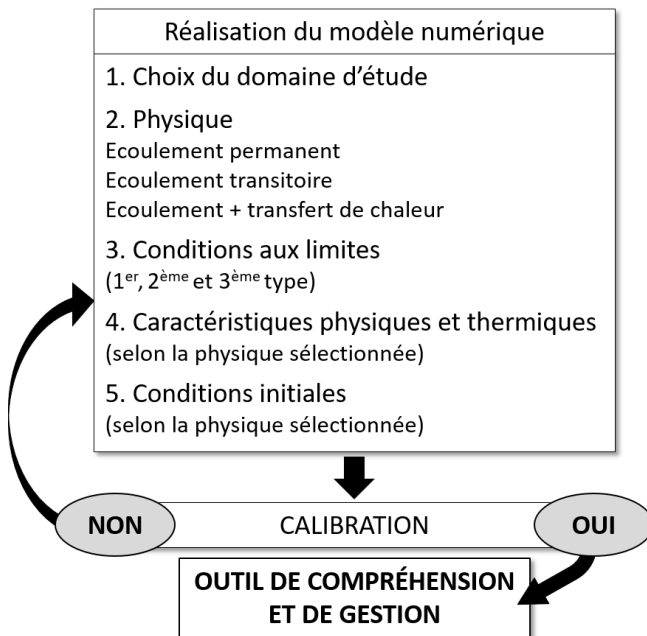 Réalisation du modèle numérique
1. Choix du domaine d'étude
2. Physique
Ecoulement permanent
Ecoulement transitoire
Ecoulement + transfert de chaleur
3. Conditions aux limites
(1er, 2ème et 3ème type)
4. Caractéristiques physiques et thermiques
(selon la physique sélectionnée)
5. Conditions initiales
(selon la physique sélectionnée)
NON CALIBRATION OUI
OUTIL DE COMPRÉHENSION
ET DE GESTION